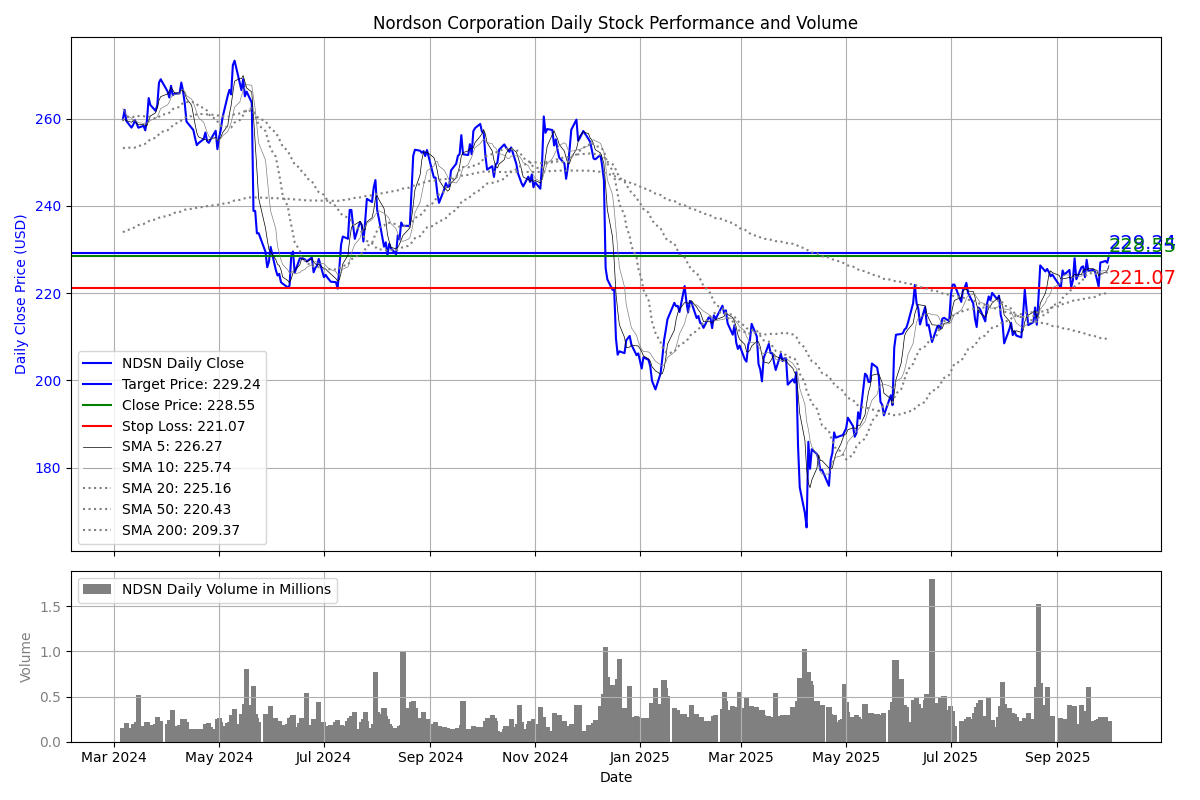 Nordson Corporation Daily Stock Performance and Volume
Daily Close Price (USD)
260
240
220
200
180
229.24
228.55
221.07
NDSN Daily Close
Target Price: 229.24
Close Price: 228.55
Stop Loss: 221.07
SMA 5: 226.27
SMA 10: 225.74
SMA 20: 225.16
SMA 50: 220.43
SMA 200: 209.37
NDSN Daily Volume in Millions
Volume
1.5
1.0
0.5
0.0
Mar 2024 May 2024 Jul 2024 Sep 2024 Nov 2024 Jan 2025 Mar 2025 May 2025 Jul 2025 Sep 2025
Date